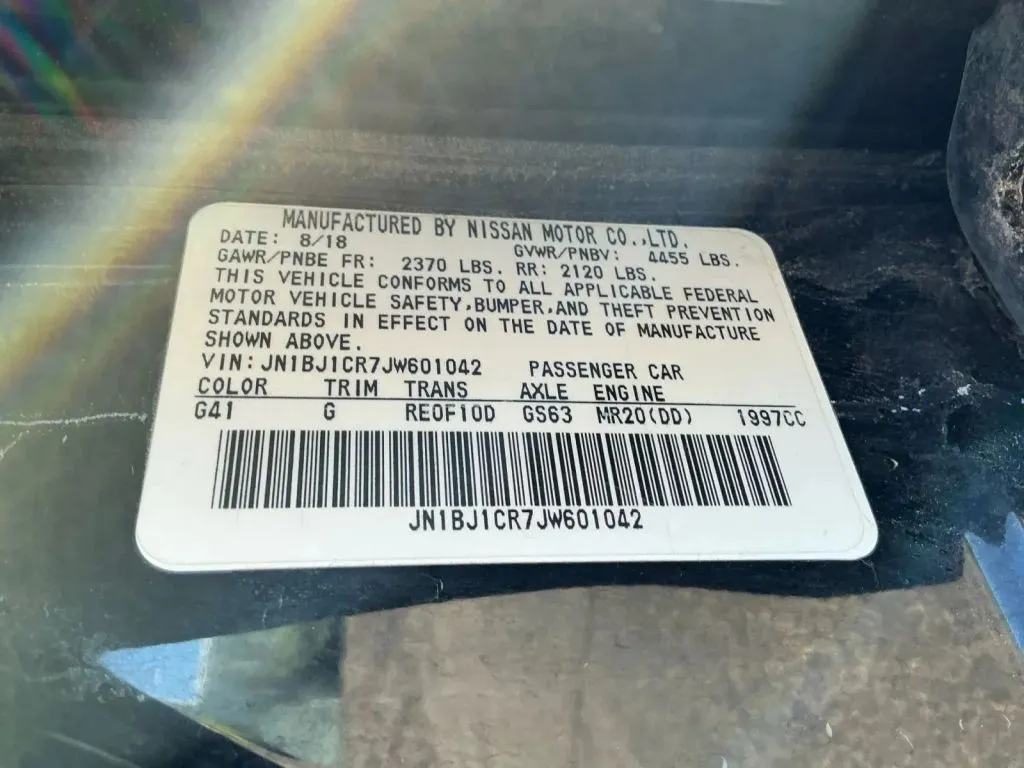 MANUFACTURED BY NISSAN MOTOR CO.,LTD.
DATE: 8/18 GVWR/PNBV: 4455 LBS.
GAWR/PNBE FR: 2370 LBS. RR: 2120 LBS.
THIS VEHICLE CONFORMS TO ALL APPLICABLE FEDERAL
MOTOR VEHICLE SAFETY,BUMPER,AND THEFT PREVENTION
STANDARDS IN EFFECT ON THE DATE OF MANUFACTURE
SHOWN ABOVE.
VIN:JN1BJ1CR7JW601042 PASSENGER CAR
COLOR TRIM TRANS AXLE ENGINE
G41 G RE0F10D GS63 MR20(DD) 1997CC
JN1BJ1CR7JW601042